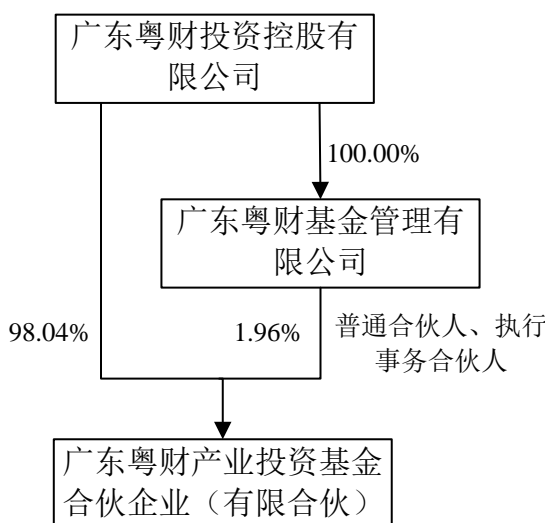 广东粤财投资控股有
限公司
100.00%
广东粤财基金管理有
限公司
98.04%
1.96%
普通合伙人、执行
事务合伙人
广东粤财产业投资基金
合伙企业（有限合伙）